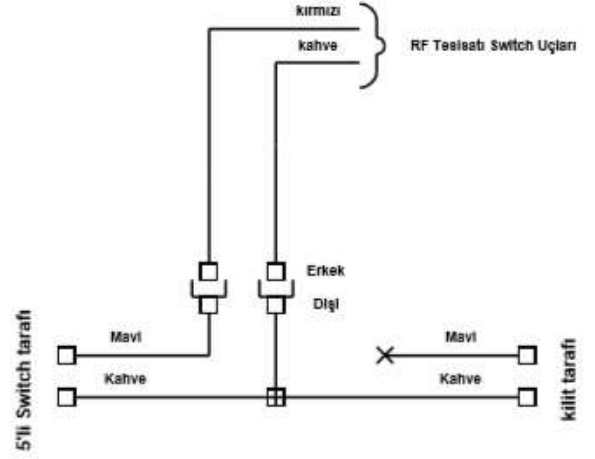 kırmızı
kahve
RF Tesisatı Switch Uçları
Erkek
Dişi
Mavi
Kahve
Mavi
Kahve
5'li Switch tarafı
kilit tarafı